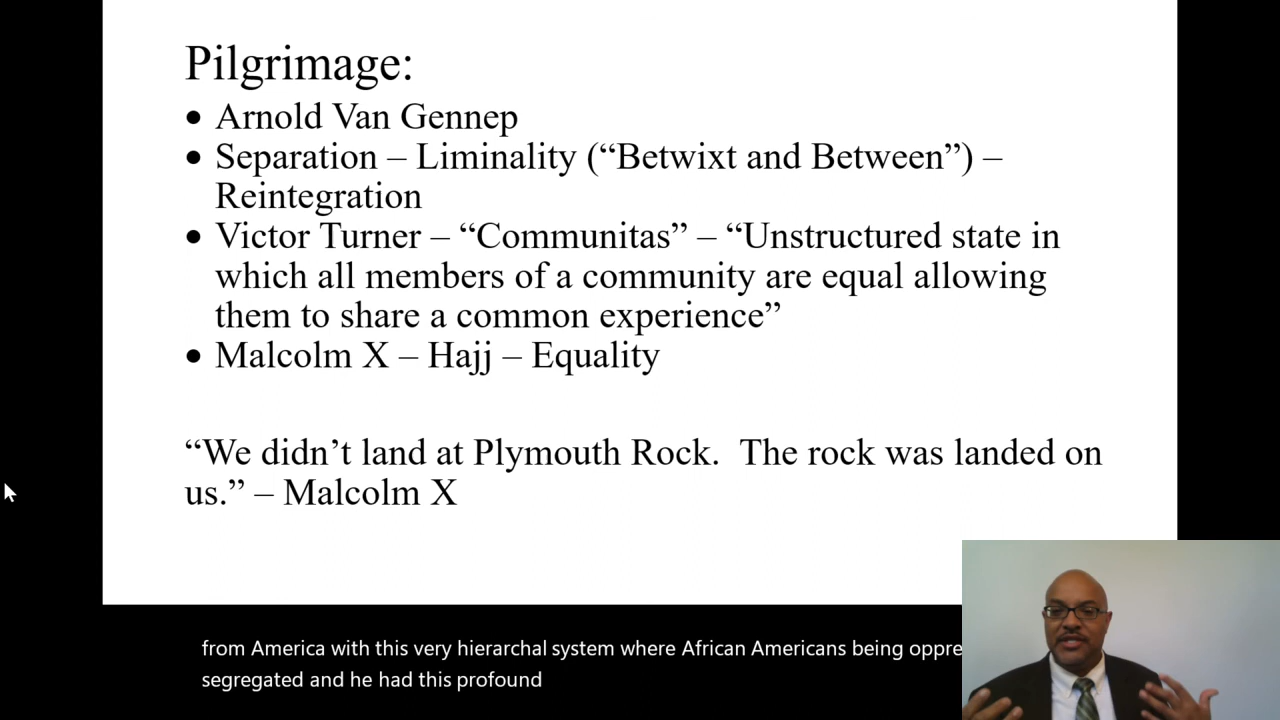 Pilgrimage:
• Arnold Van Gennep
• Separation – Liminality (“Betwixt and Between”) –
Reintegration
• Victor Turner – “Communitas” – “Unstructured state in
which all members of a community are equal allowing
them to share a common experience”
• Malcolm X – Hajj – Equality
“We didn’t land at Plymouth Rock.  The rock was landed on
us.” – Malcolm X
from America with this very hierarchal system where African Americans being
segregated and he had this profound